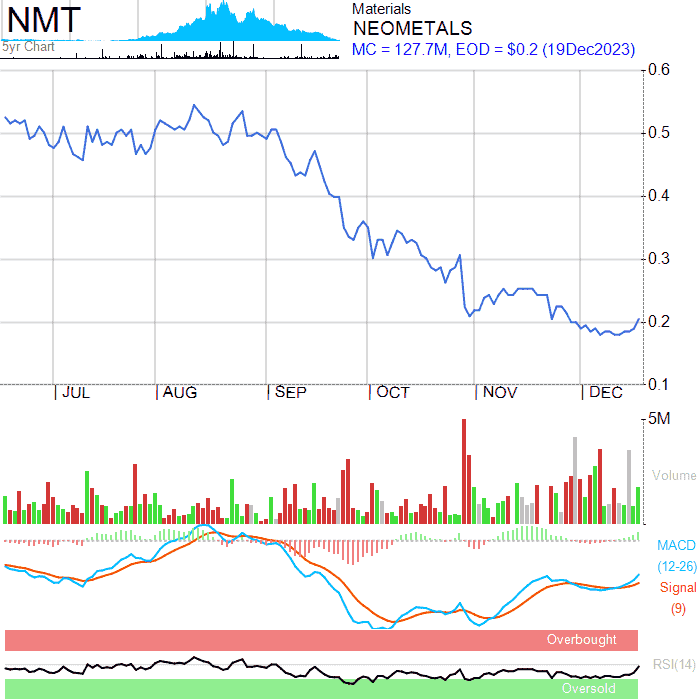 NMT
5yr Chart
Materials
NEOMETALS
MC = 127.7M, EOD = $0.2 (19Dec2023)
0.6
0.5
0.4
0.3
0.2
0.1
JUL AUG SEP OCT NOV DEC
5M
Volume
MACD
(12-26)
Signal
(9)
Overbought
RSI(14)
Oversold